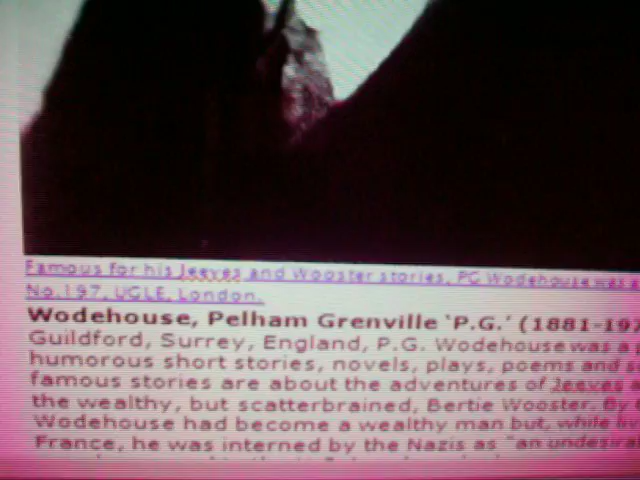 Famous for his Jeeves and Wooster stories, PG Wodehouse was a
No.197, UGLE, London.
Wodehouse, Pelham Grenville 'P.G.' (1881-197
Guildford, Surrey, England, P.G. Wodehouse was a
humorous short stories, novels, plays, poems and
famous stories are about the adventures of Jeeves
the wealthy, but scatterbrained, Bertie Wooster. By
Wodehouse had become a wealthy man but, while
France, he was interned by the Nazis as "an